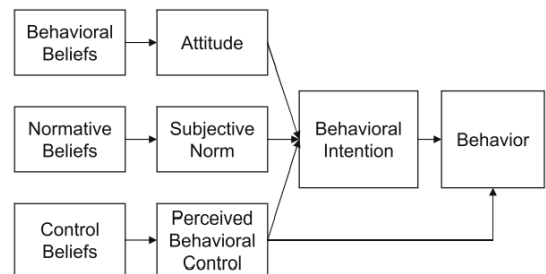 Behavioral
Beliefs
Attitude
Normative
Beliefs
Subjective
Norm
Behavioral
Intention
Behavior
Control
Beliefs
Perceived
Behavioral
Control